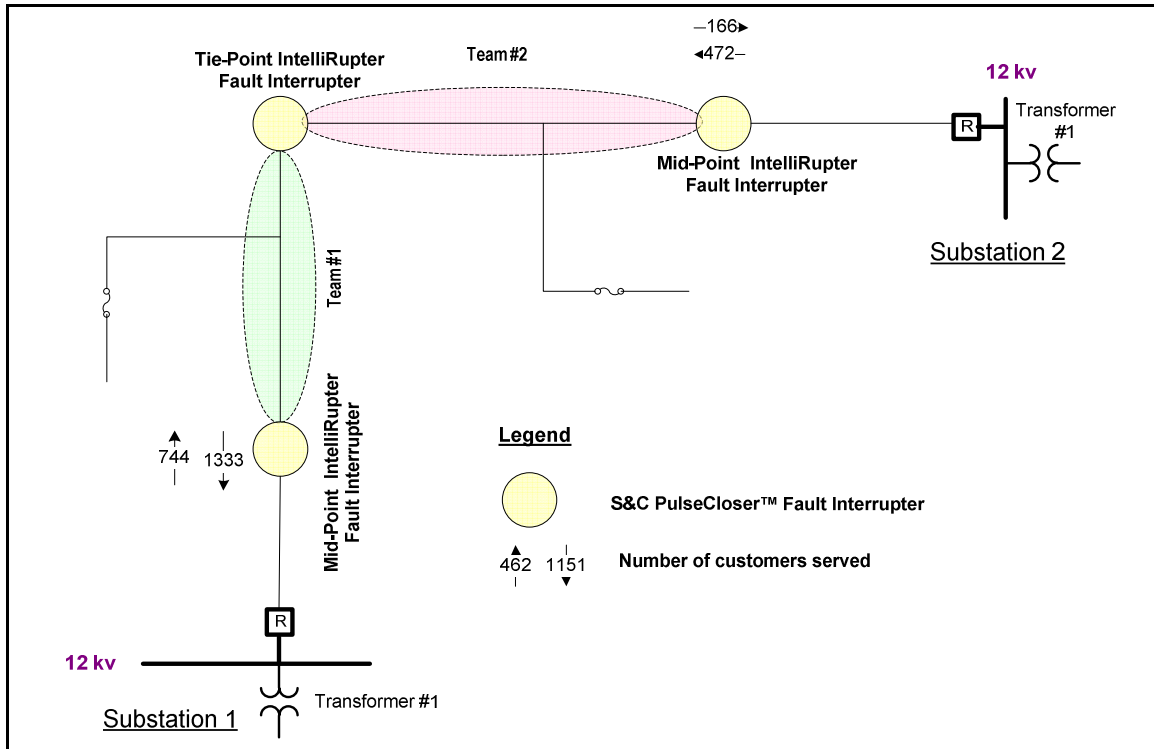 Tie-Point IntelliRupter
Fault Interrupter
Team #2
166
472
12 kv
R
Transformer
#1
Mid-Point IntelliRupter
Fault Interrupter
Substation 2
Team #1
744
1333
Mid-Point IntelliRupter
Fault Interrupter
Legend
S&C PulseCloser™ Fault Interrupter
462
1151
Number of customers served
R
12 kv
Transformer #1
Substation 1